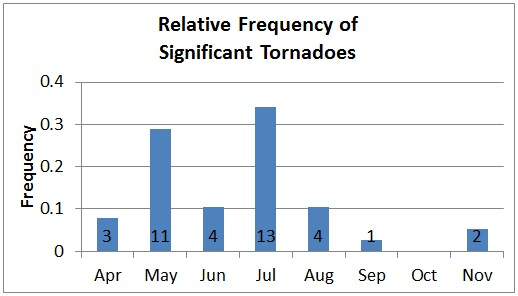 Relative Frequency of
Significant Tornadoes
Frequency
0.4
0.3
0.2
0.1
0
3 11 4 13 4 1 2
Apr May Jun Jul Aug Sep Oct Nov